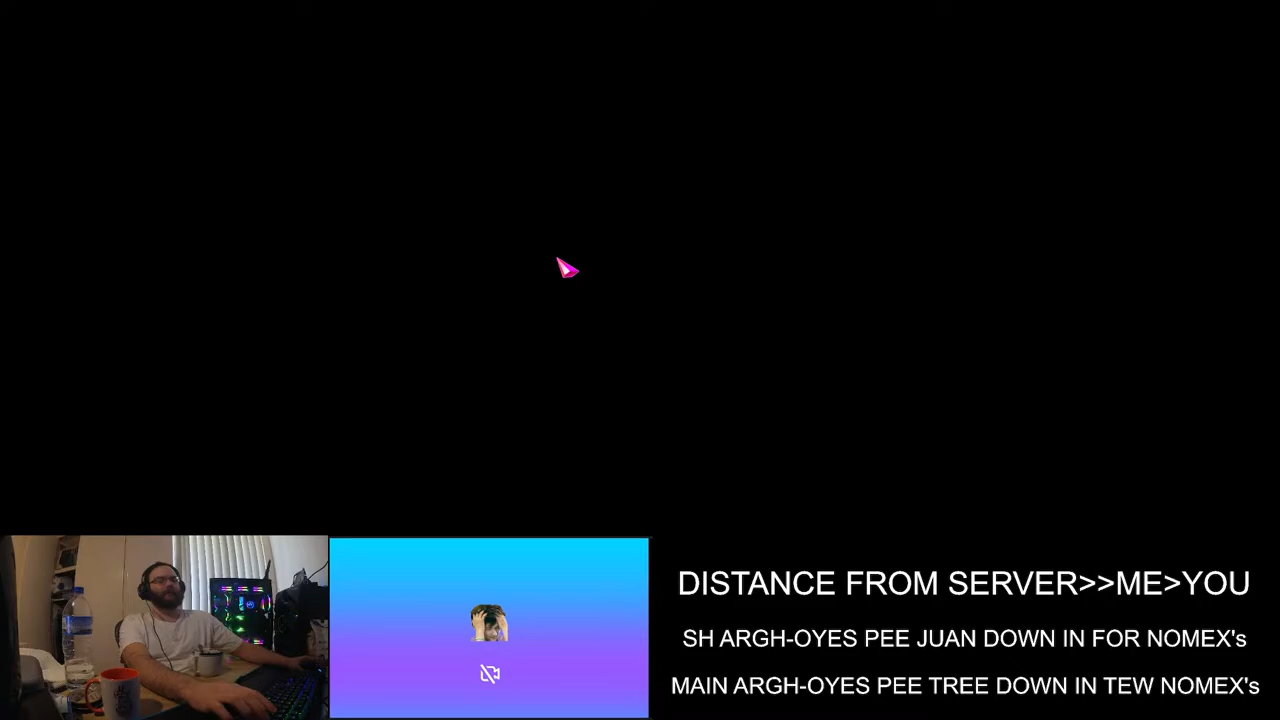 DISTANCE FROM SERVER>>ME>YOU
SH ARGH-OYES PEE JUAN DOWN IN FOR NOMEX's
MAIN ARGH-OYES PEE TREE DOWN IN TEW NOMEX's